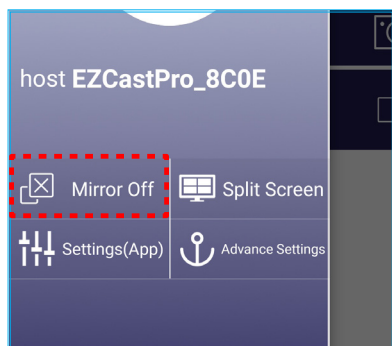 host EZCastPro_8C0E
Mirror Off
Split Screen
Settings(App)
Advance Settings